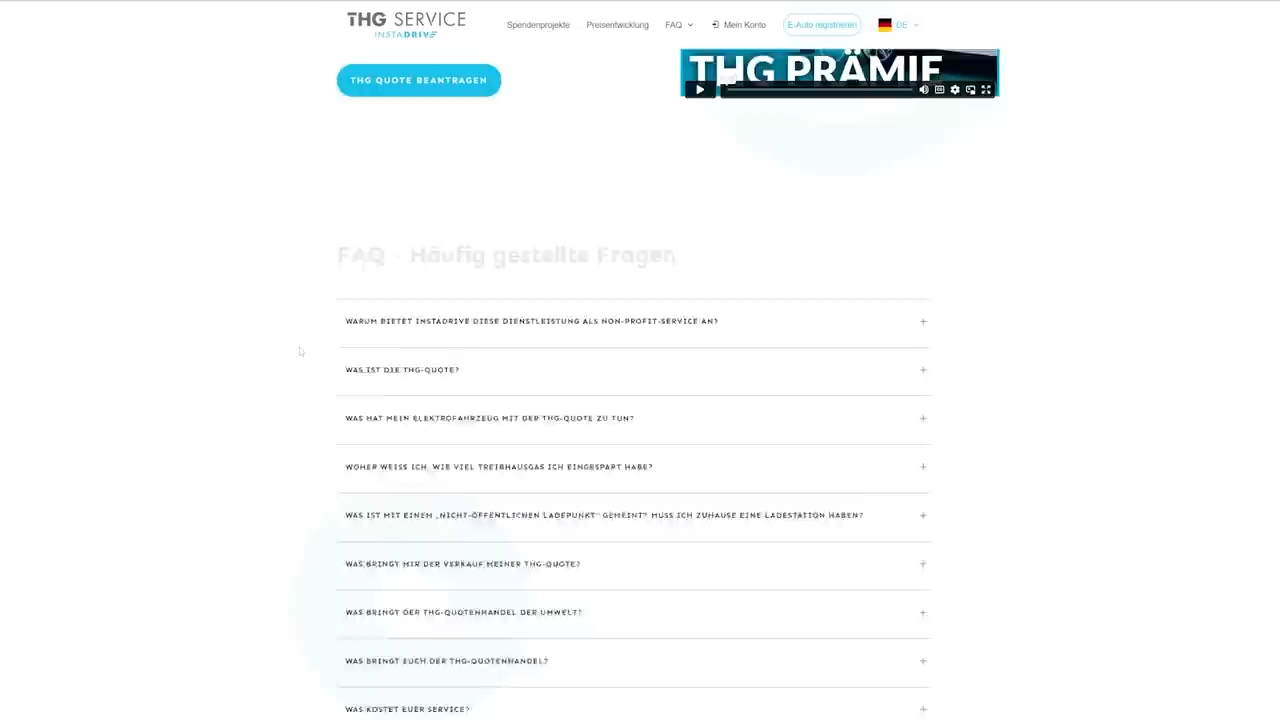 THG SERVICE
INSTADRIVE
Spendenprojekte
Preisentwicklung
FAQ
Mein Konto
E-Auto registrieren
DE
THG QUOTE BEANTRAGEN
THG PRÄMIE
FAQ - Häufig gestellte Fragen
WARUM BIETET INSTADRIVE DIESE DIENSTLEISTUNG ALS NON-PROFIT-SERVICE AN?
WAS IST DIE THG-QUOTE?
WAS HAT MEIN ELEKTROFAHRZEUG MIT DER THG-QUOTE ZU TUN?
WOHER WEISS ICH, WIE VIEL TREIBHAUSGAS ICH EINGESPART HABE?
WAS IST MIT EINEM „NICHT-ÖFFENTLICHEN LADEPUNKT“ GEMEINT? MUSS ICH ZUHAUSE EINE LADESTATION HABEN?
WAS BRINGT MIR DER VERKAUF MEINER THG-QUOTE?
WAS BRINGT DER THG-QUOTENHANDEL DER UMWELT?
WAS BRINGT EUCH DER THG-QUOTENHANDEL?
WAS KOSTET EUER SERVICE?